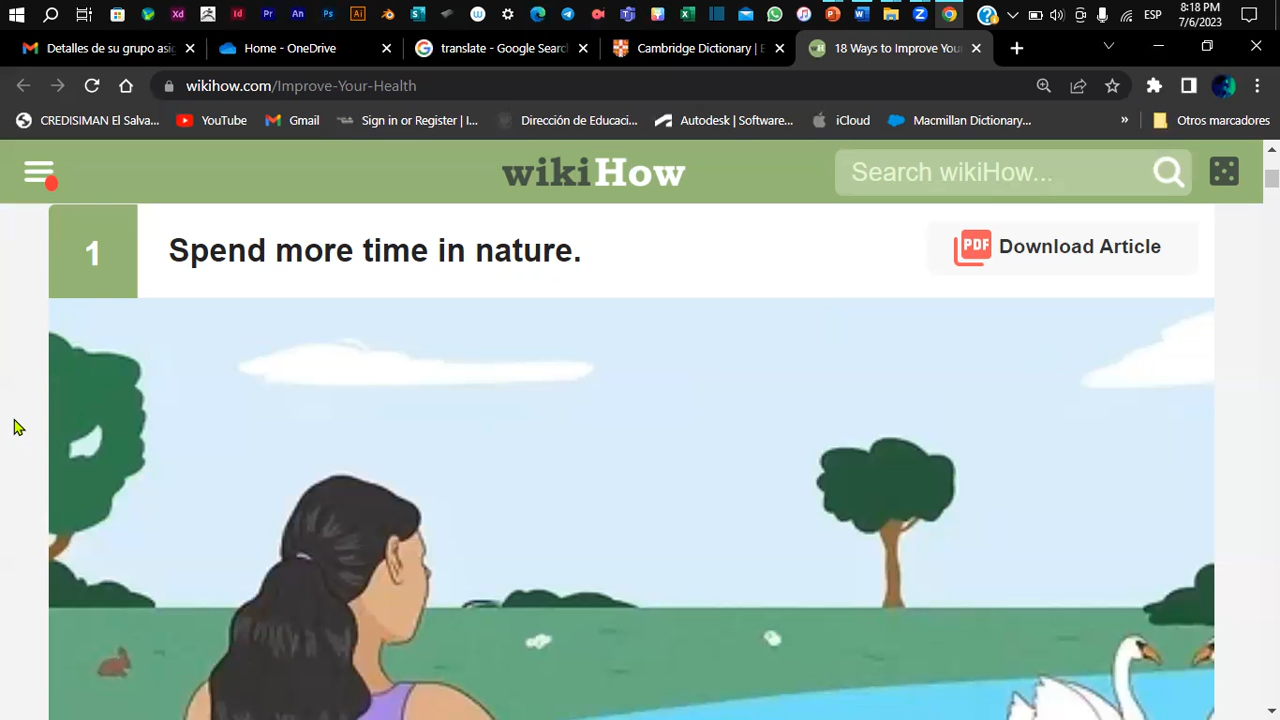 8:18 PM
ESP
7/6/2023
Detalles de su grupo asi
Home - OneDrive
translate - Google Searc
Cambridge Dictionary | E
18 Ways to Improve You
wikihow.com/Improve-Your-Health
CREDISIMAN El Salva...
YouTube
Gmail
Sign in or Register | I...
Dirección de Educaci...
Autodesk | Software...
iCloud
Macmillan Dictionary...
»
Otros marcadores
wikiHow
Search wikiHow...
1
Spend more time in nature.
PDF
Download Article